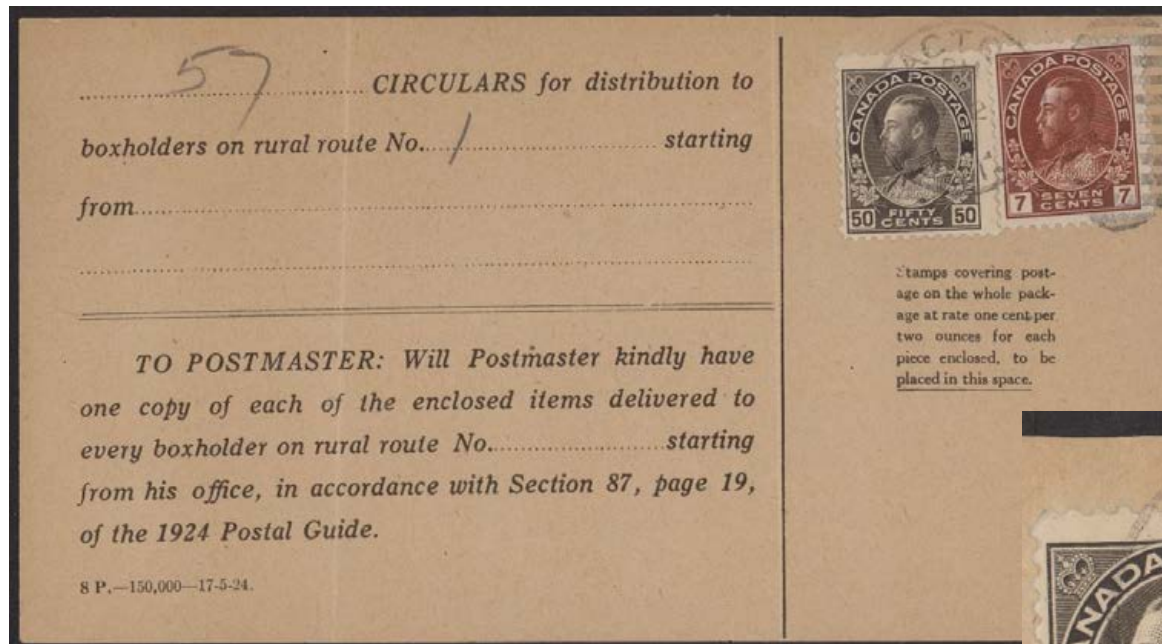 57 CIRCULARS for distribution to
boxholders on rural route No. 1 starting
from
TO POSTMASTER: Will Postmaster kindly have
one copy of each of the enclosed items delivered to
every boxholder on rural route No. starting
from his office, in accordance with Section 87, page 19,
of the 1924 Postal Guide.
8 P.—150,000—17-5-24.
ACTO
CANADA POSTAGE
50 FIFTY CENTS 50
CANADA POSTAGE
7 SEVEN CENTS 7
Stamps covering post-
age on the whole pack-
age at rate one cent per
two ounces for each
piece enclosed, to be
placed in this space.
NADA